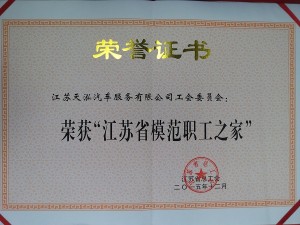 荣誉证书
江苏天泓汽车服务有限公司工会委员会：
荣获“江苏省模范职工之家”
江苏省总工会
二〇一五年十二月